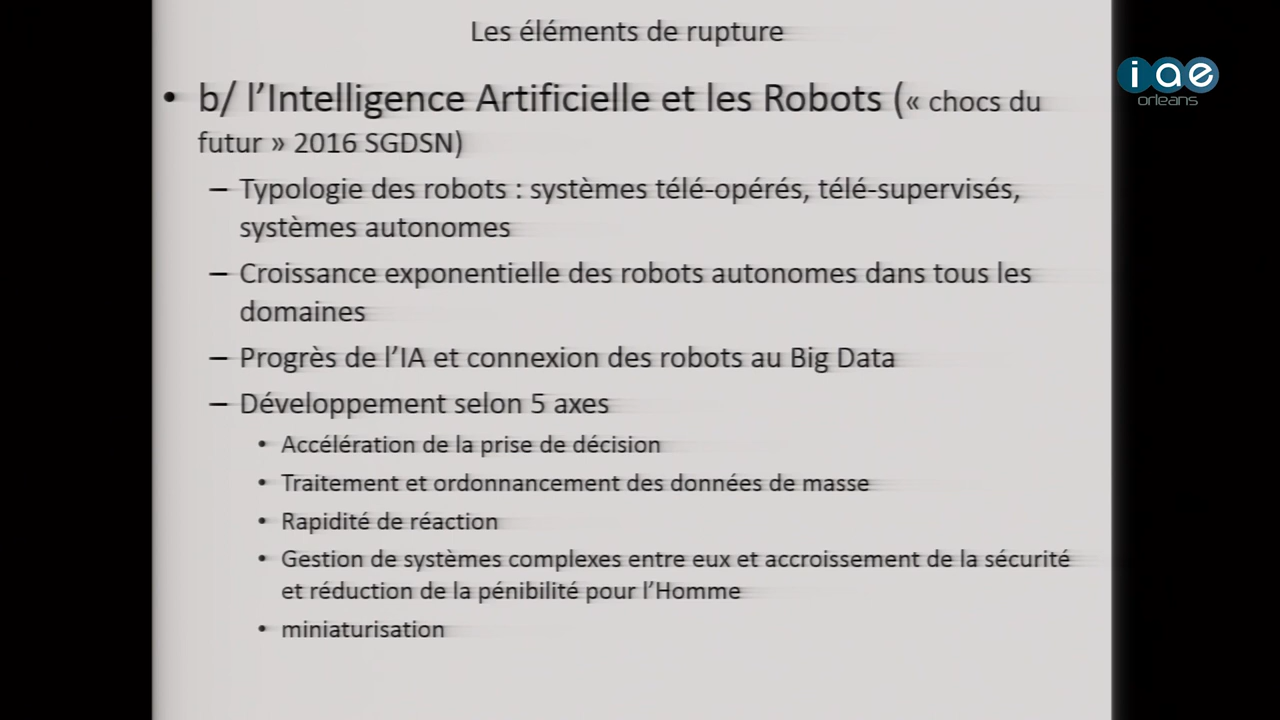 Les éléments de rupture
• b/ l’Intelligence Artificielle et les Robots (« chocs du
futur » 2016 SGDSN)
– Typologie des robots : systèmes télé-opérés, télé-supervisés,
systèmes autonomes
– Croissance exponentielle des robots autonomes dans tous les
domaines
– Progrès de l’IA et connexion des robots au Big Data
– Développement selon 5 axes
• Accélération de la prise de décision
• Traitement et ordonnancement des données de masse
• Rapidité de réaction
• Gestion de systèmes complexes entre eux et accroissement de la sécurité
et réduction de la pénibilité pour l’Homme
• miniaturisation
iae
orleans